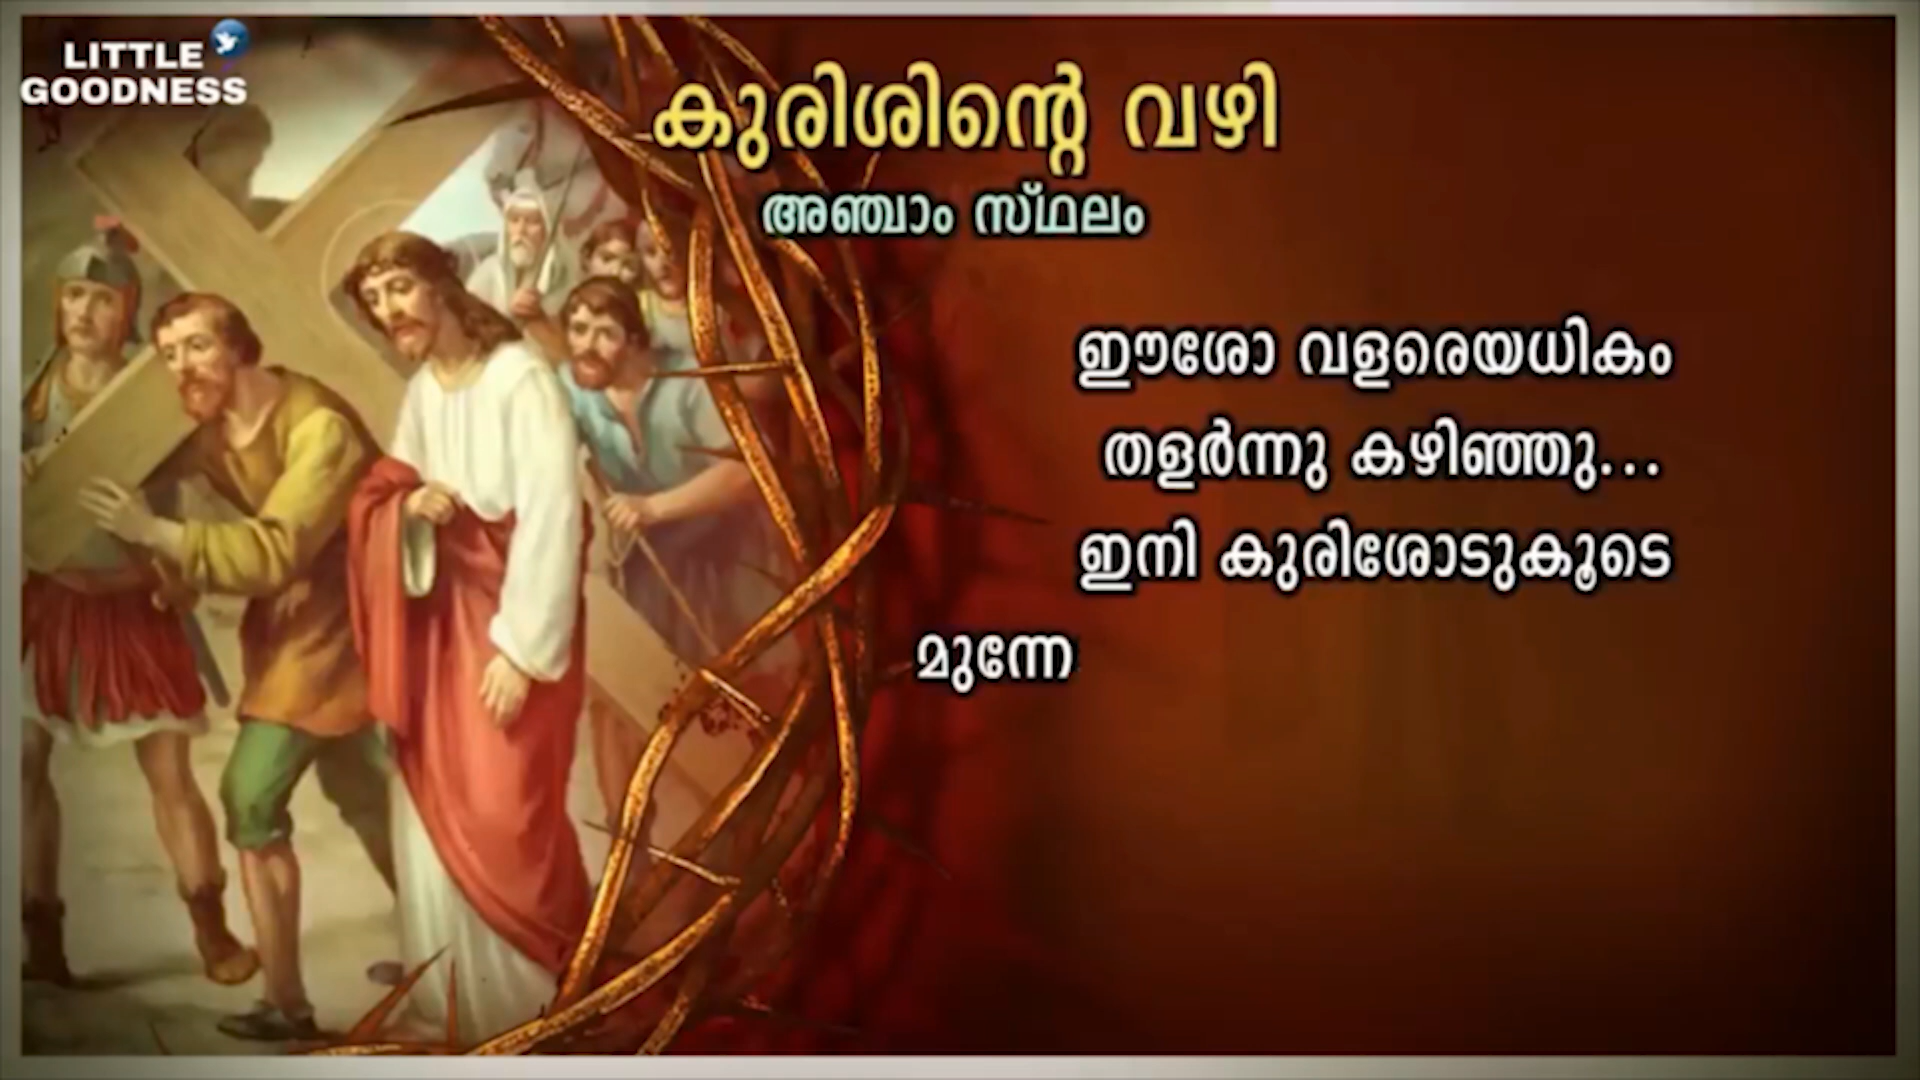 LITTLE
GOODNESS
കുരിശിന്റെ വഴി
അഞ്ചാം സ്ഥലം
ഈശോ വളരെയധികം
തളർന്നു കഴിഞ്ഞു...
ഇനി കുരിശോടുകൂടെ
മുന്നേ